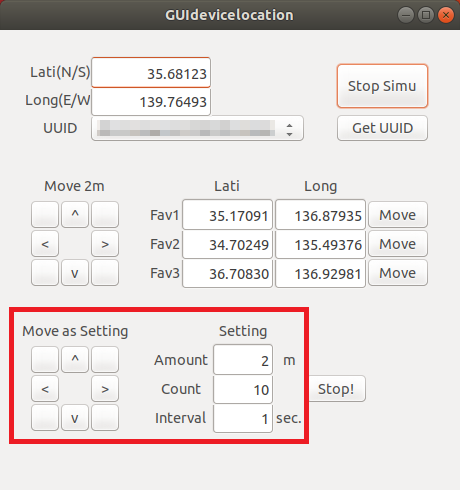 GUIdevicelocation
Lati(N/S) 35.68123
Stop Simu
Long(E/W 139.76493
UUID Get UUID
Move 2m Lati Long
^ Fav1 35.17091 136.87935 Move
< > Fav2 34.70249 135.49376 Move
v Fav3 36.70830 136.92981 Move
Move as Setting Setting
^ Amount 2 m
< > Count 10 Stop!
v Interval 1 sec.